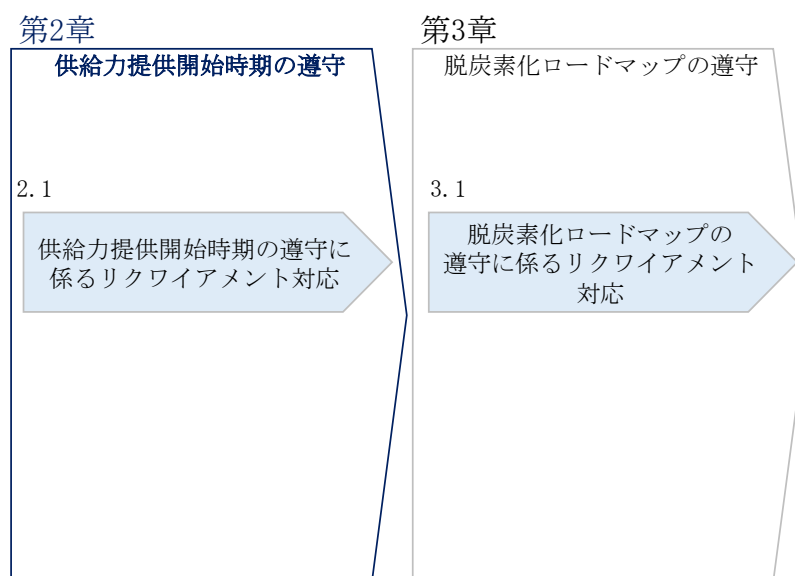 第2章
供給力提供開始時期の遵守
2.1
供給力提供開始時期の遵守に
係るリクワイアメント対応
第3章
脱炭素化ロードマップの遵守
3.1
脱炭素化ロードマップの
遵守に係るリクワイアメント
対応